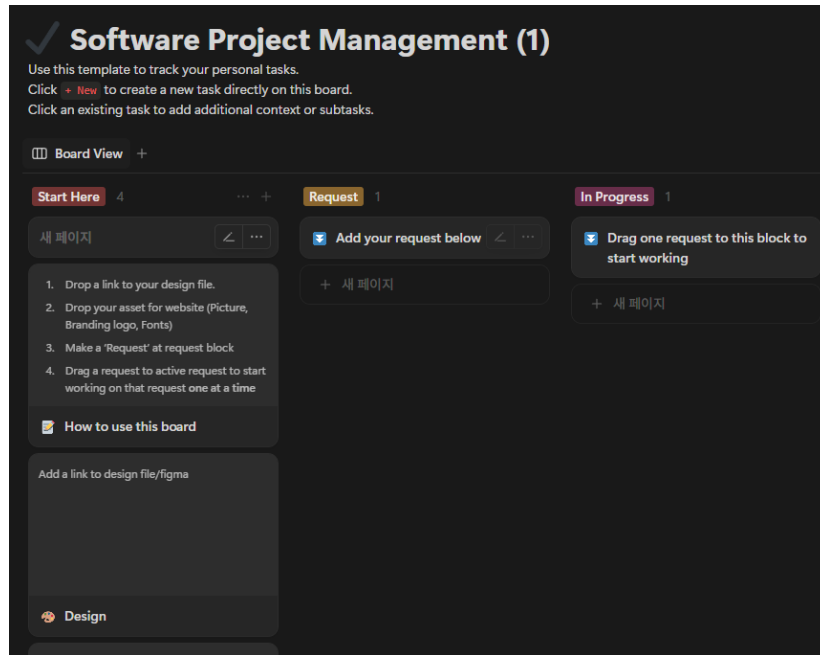 Software Project Management (1)
Use this template to track your personal tasks.
Click + New to create a new task directly on this board.
Click an existing task to add additional context or subtasks.
Board View +
Start Here 4 ... +
새 페이지 ...
1. Drop a link to your design file.
2. Drop your asset for website (Picture,
Branding logo, Fonts)
3. Make a 'Request' at request block
4. Drag a request to active request to start
working on that request one at a time
How to use this board
Add a link to design file/figma
Design
Request 1
Add your request below ...
+ 새 페이지
In Progress 1
Drag one request to this block to
start working
+ 새 페이지